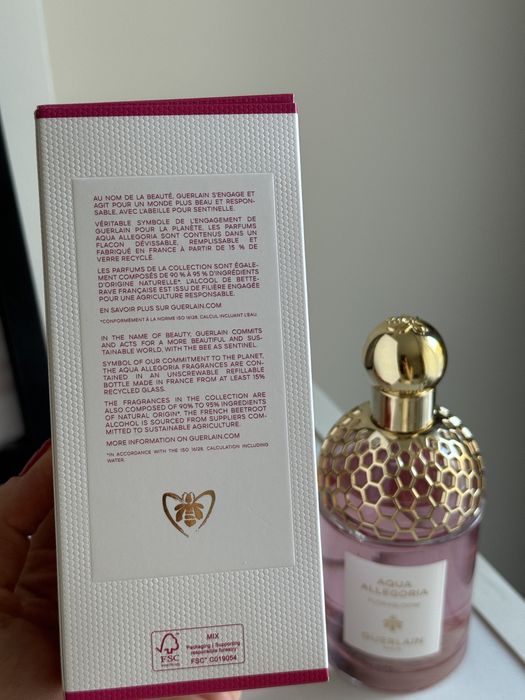 AU NOM DE LA BEAUTÉ, GUERLAIN S'ENGAGE ET
AGIT POUR UN MONDE PLUS BEAU ET RESPON-
SABLE, AVEC L'ABEILLE POUR SENTINELLE.
VÉRITABLE SYMBOLE DE L'ENGAGEMENT DE
GUERLAIN POUR LA PLANÈTE, LES PARFUMS
AQUA ALLEGORIA SONT CONTENUS DANS UN
FLACON DÉVISSABLE, REMPLISSABLE ET
FABRIQUÉ EN FRANCE À PARTIR DE 15 % DE
VERRE RECYCLÉ.
LES PARFUMS DE LA COLLECTION SONT ÉGALE-
MENT COMPOSÉS DE 90 % À 95 % D'INGRÉDIENTS
D'ORIGINE NATURELLE*. L'ALCOOL DE BETTE-
RAVE FRANÇAISE EST ISSU DE FILIÈRE ENGAGÉE
POUR UNE AGRICULTURE RESPONSABLE.
EN SAVOIR PLUS SUR GUERLAIN.COM
*CONFORMÉMENT À LA NORME ISO 16128, CALCUL INCLUANT L'EAU.
IN THE NAME OF BEAUTY, GUERLAIN COMMITS
AND ACTS FOR A MORE BEAUTIFUL AND SUS-
TAINABLE WORLD, WITH THE BEE AS SENTINEL.
SYMBOL OF OUR COMMITMENT TO THE PLANET,
THE AQUA ALLEGORIA FRAGRANCES ARE CON-
TAINED IN AN UNSCREWABLE REFILLABLE
BOTTLE MADE IN FRANCE FROM AT LEAST 15%
RECYCLED GLASS.
THE FRAGRANCES IN THE COLLECTION ARE
ALSO COMPOSED OF 90% TO 95% INGREDIENTS
OF NATURAL ORIGIN*. THE FRENCH BEETROOT
ALCOHOL IS SOURCED FROM SUPPLIERS COM-
MITTED TO SUSTAINABLE AGRICULTURE.
MORE INFORMATION ON GUERLAIN.COM
*IN ACCORDANCE WITH THE ISO 16128, CALCULATION INCLUDING
WATER.
FSC
MIX
Packaging | Supporting
responsible forestry
FSC™ C019064
AQUA
ALLEGORIA
GUERLAIN